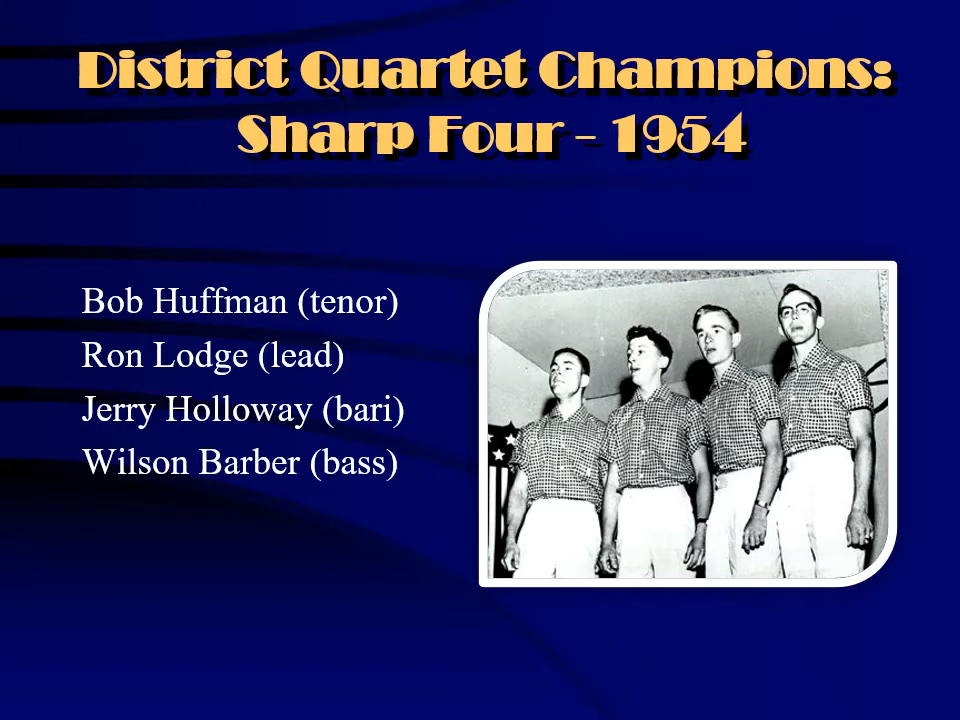 District Quartet Champions:
Sharp Four - 1954
Bob Huffman (tenor)
Ron Lodge (lead)
Jerry Holloway (bari)
Wilson Barber (bass)